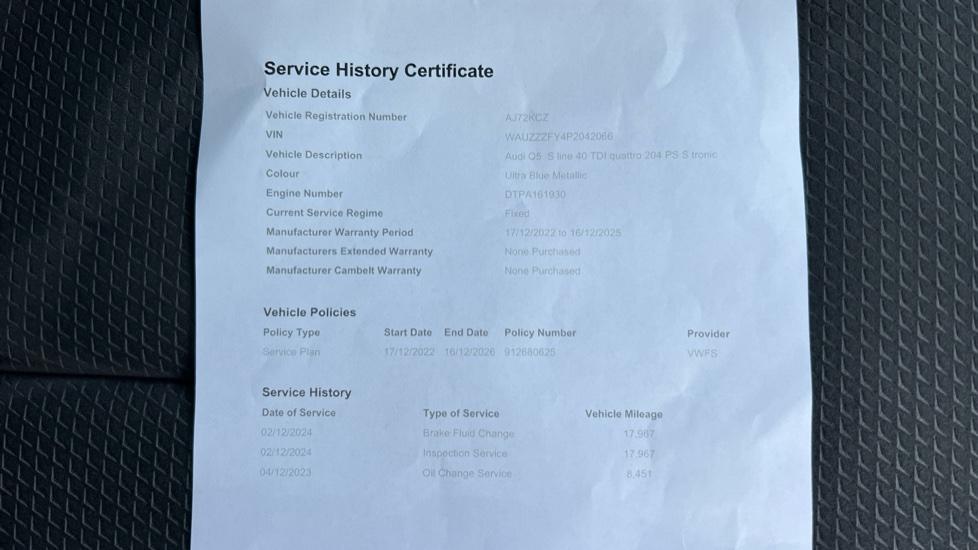 Service History Certificate
Vehicle Details
Vehicle Registration Number AJ72KCZ
VIN WAUZZZFY4P2042066
Vehicle Description Audi Q5 S line 40 TDI quattro 204 PS S tronic
Colour Ultra Blue Metallic
Engine Number DTPA161930
Current Service Regime Fixed
Manufacturer Warranty Period 17/12/2022 to 16/12/2025
Manufacturers Extended Warranty None Purchased
Manufacturer Cambelt Warranty None Purchased
Vehicle Policies
Policy Type Start Date End Date Policy Number Provider
Service Plan 17/12/2022 16/12/2026 912680625 VWFS
Service History
Date of Service Type of Service Vehicle Mileage
02/12/2024 Brake Fluid Change 17,967
02/12/2024 Inspection Service 17,967
04/12/2023 Oil Change Service 8,451